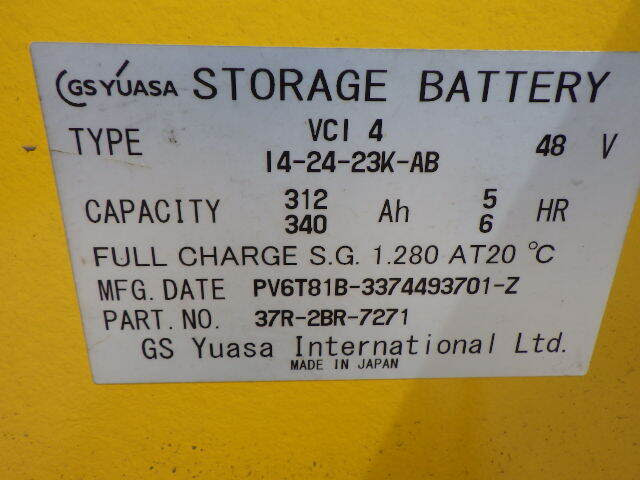 GS YUASA STORAGE BATTERY
TYPE VCI 4 48 V
14-24-23K-AB
CAPACITY 312 Ah 5 HR
340 6
FULL CHARGE S.G. 1.280 AT 20 ℃
MFG. DATE PV6T81B-3374493701-Z
PART. NO. 37R-2BR-7271
GS Yuasa International Ltd.
MADE IN JAPAN